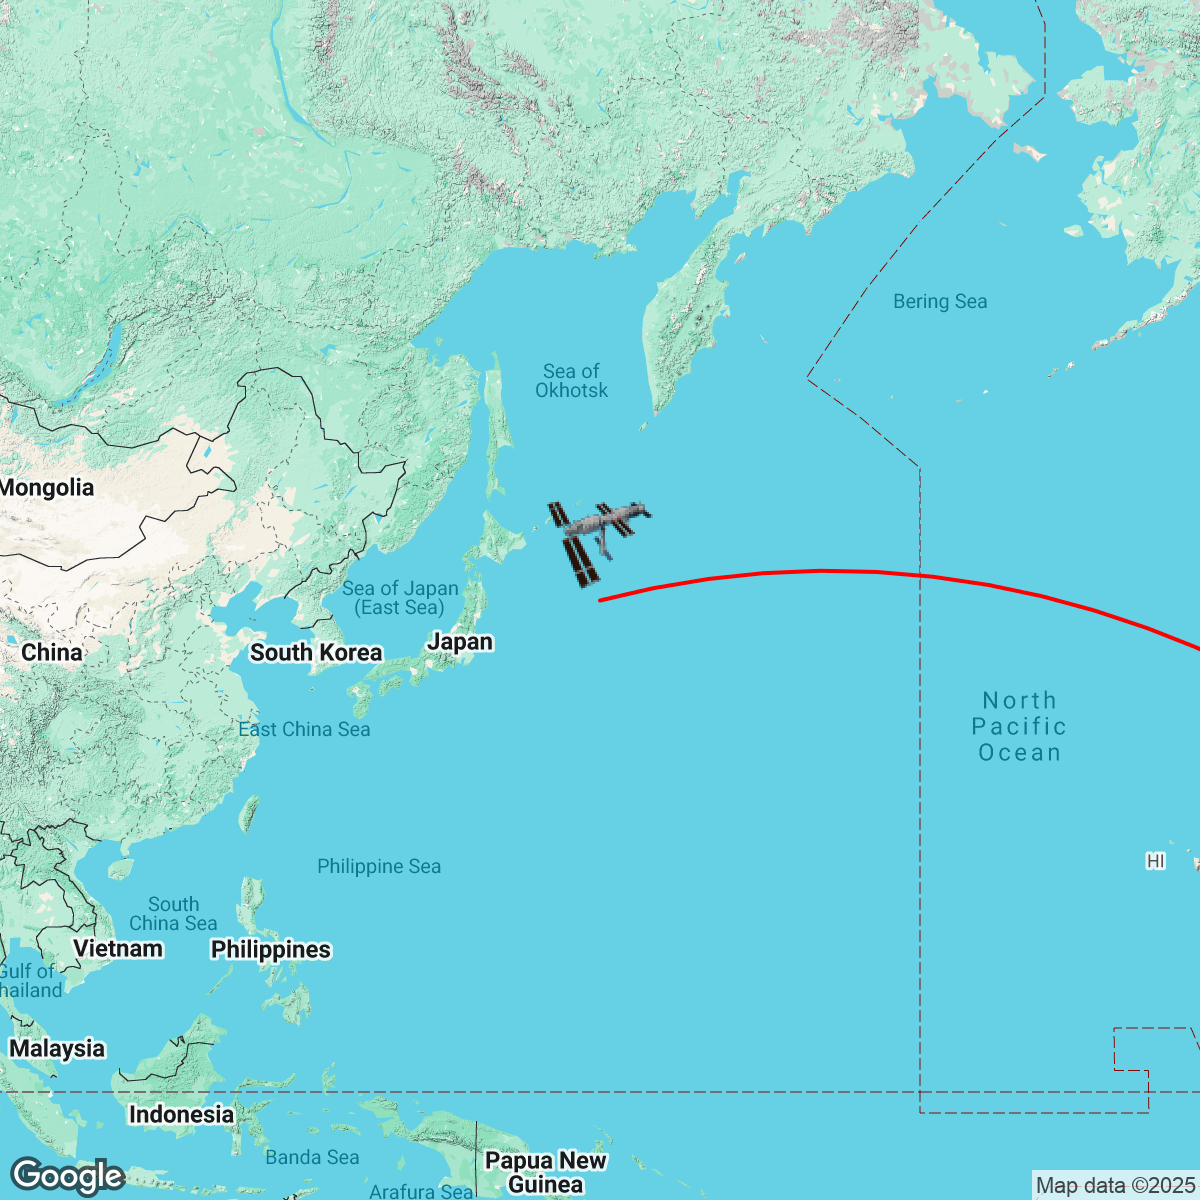 Bering Sea
Sea of
Okhotsk
Mongolia
Sea of Japan
(East Sea)
China
South Korea
Japan
North
Pacific
Ocean
East China Sea
Philippine Sea
HI
South
China Sea
Vietnam
Philippines
Gulf of
hailand
Malaysia
Indonesia
Banda Sea
Papua New
Guinea
Arafura Sea
Google
Map data ©2025